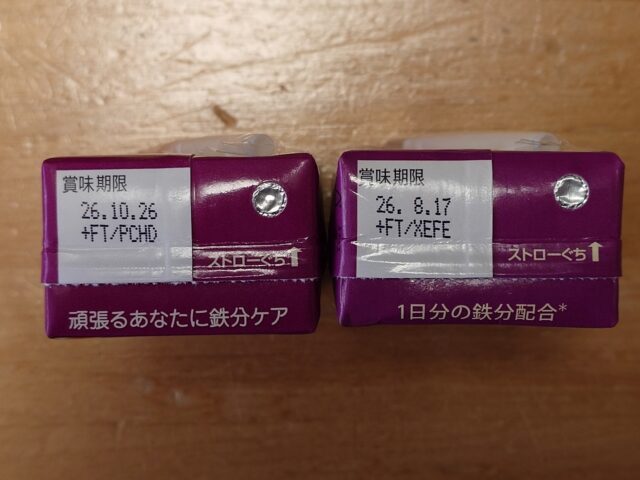 賞味期限
26.10.26
+FT/PCHD
ストローぐち↑
頑張るあなたに鉄分ケア
賞味期限
26. 8.17
+FT/XEFE
ストローぐち↑
1日分の鉄分配合*